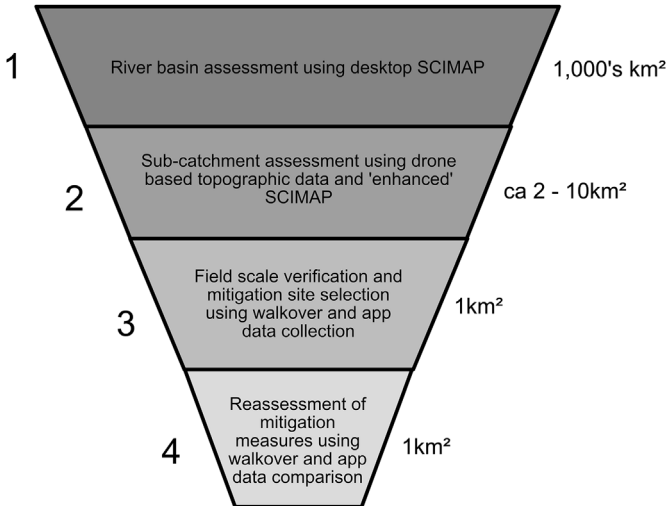 1
River basin assessment using desktop SCIMAP
1,000's km²
2
Sub-catchment assessment using drone
based topographic data and 'enhanced'
SCIMAP
ca 2 - 10km²
3
Field scale verification and
mitigation site selection
using walkover and app
data collection
1km²
4
Reassessment of
mitigation
measures using
walkover and app
data comparison
1km²